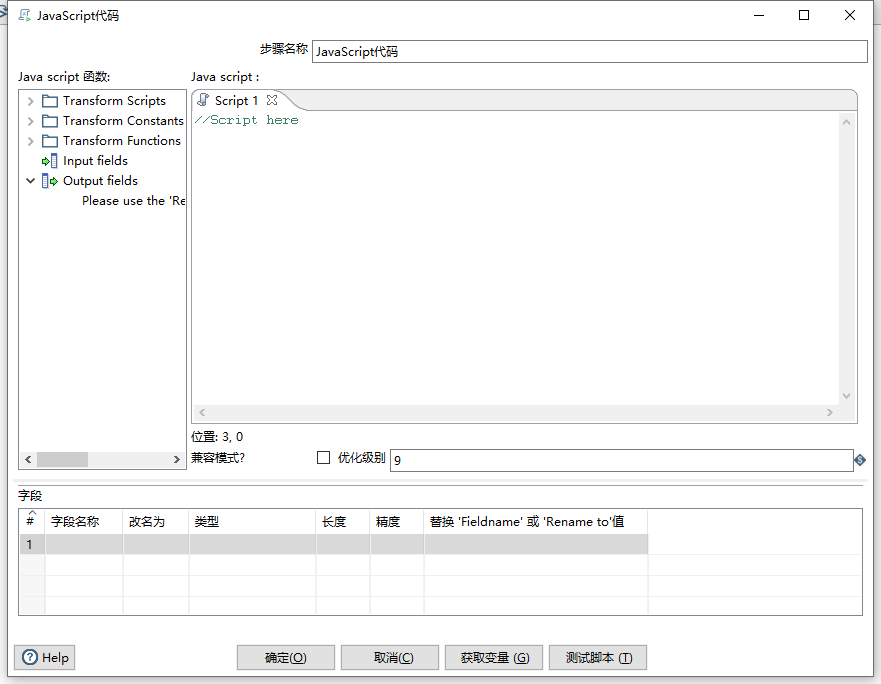 JavaScript代码
步骤名称 JavaScript代码
Java script 函数:
Java script :
Transform Scripts
Transform Constants
Transform Functions
Input fields
Output fields
Please use the 'Re
Script 1
//Script here
位置: 3, 0
兼容模式?
优化级别 9
字段
# 字段名称 改名为 类型 长度 精度 替换 'Fieldname' 或 'Rename to'值
1
Help 确定(O) 取消(C) 获取变量 (G) 测试脚本 (T)